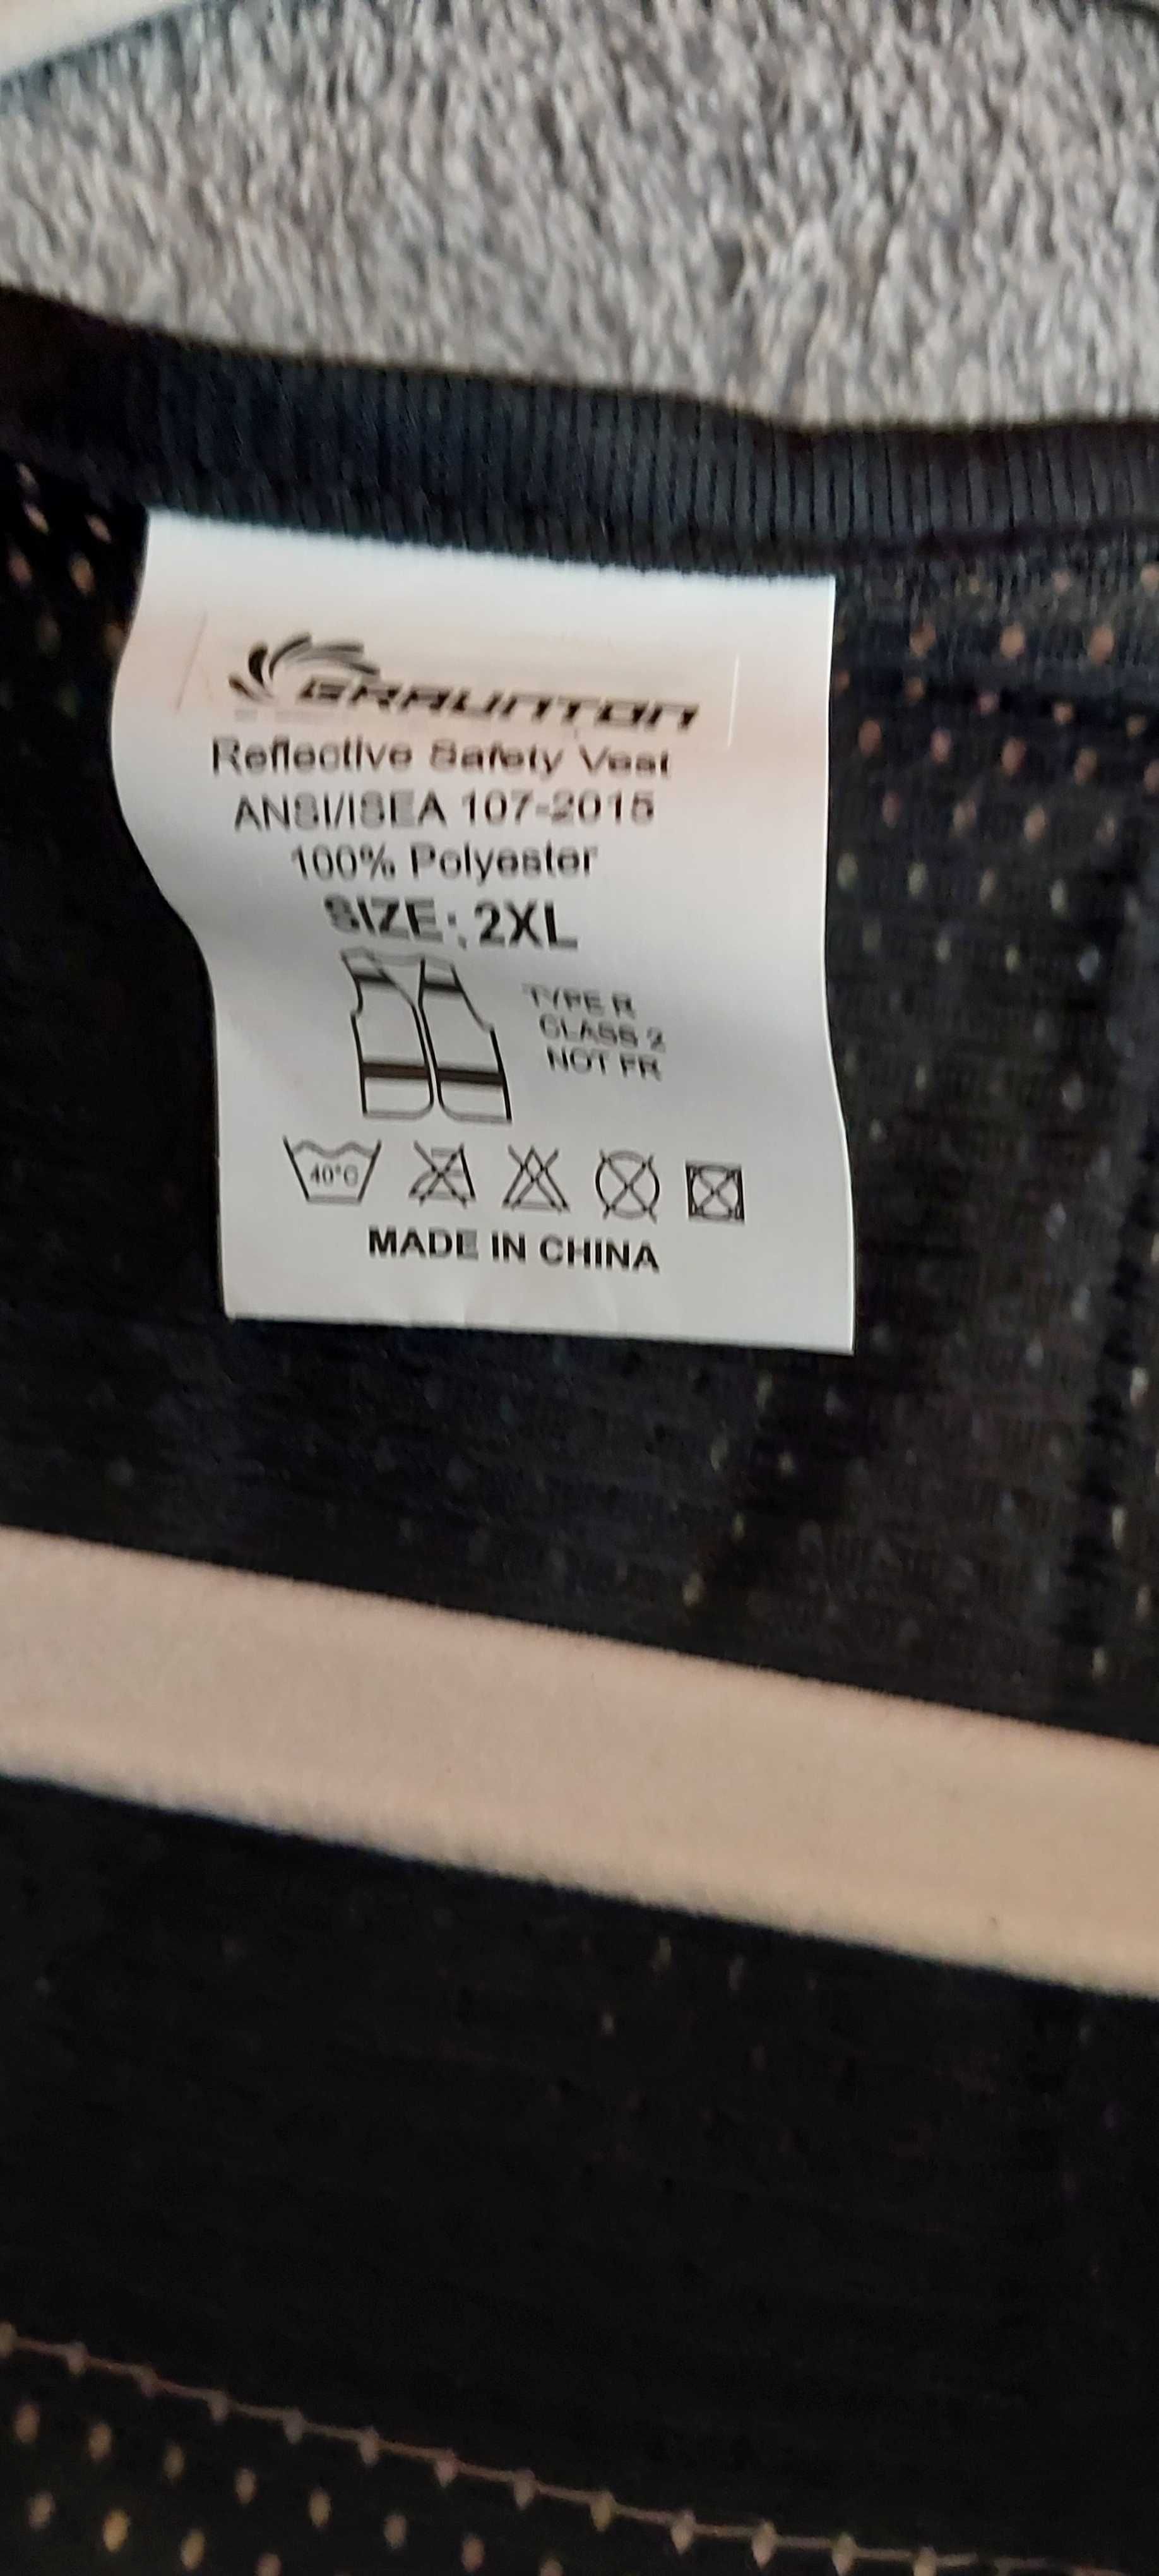 GRAUNTON
Reflective Safety Vest
ANSI/ISEA 107-2015
100% Polyester
SIZE: 2XL
TYPE R
CLASS 2
NOT FR
40°C
MADE IN CHINA